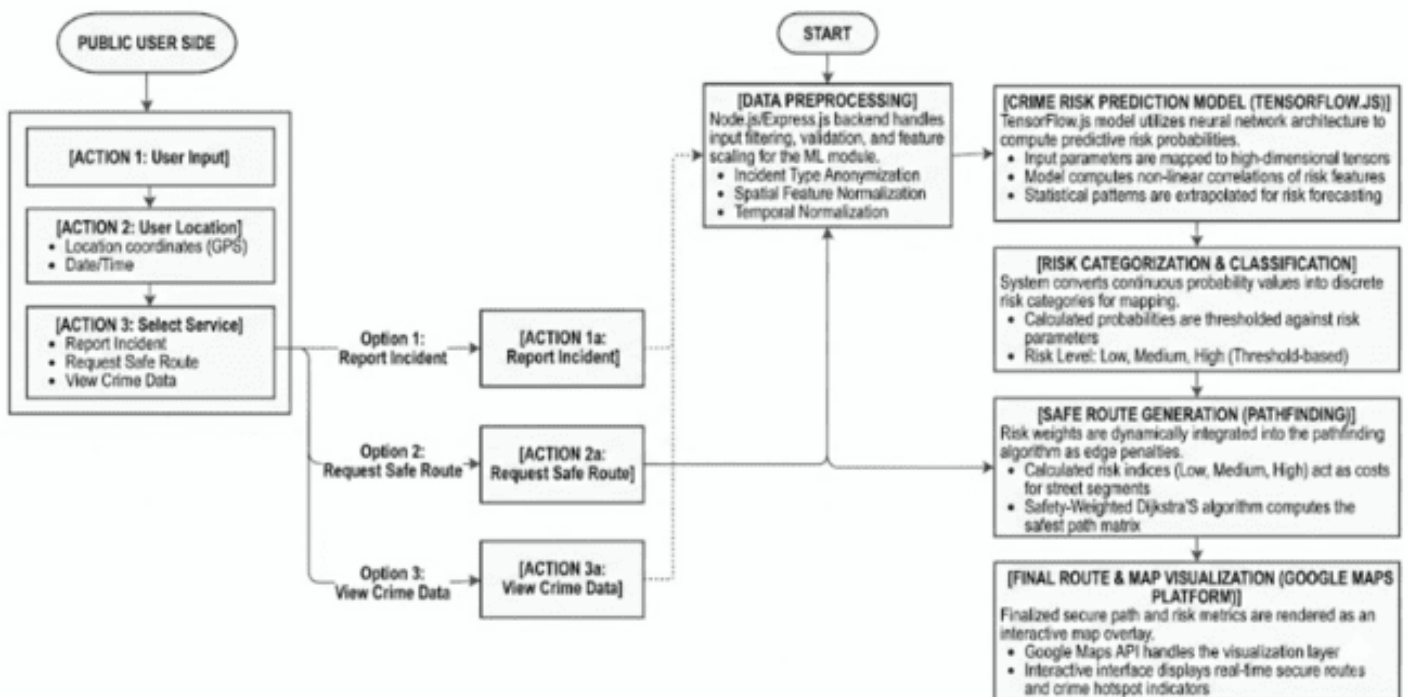 PUBLIC USER SIDE
[ACTION 1: User Input]
[ACTION 2: User Location]
• Location coordinates (GPS)
• Date/Time
[ACTION 3: Select Service]
• Report Incident
• Request Safe Route
• View Crime Data
Option 1:
Report Incident
[ACTION 1a:
Report Incident]
Option 2:
Request Safe Route
[ACTION 2a:
Request Safe Route]
Option 3:
View Crime Data
[ACTION 3a:
View Crime Data]
START
[DATA PREPROCESSING]
Node.js/Express.js backend handles
input filtering, validation, and feature
scaling for the ML module.
• Incident Type Anonymization
• Spatial Feature Normalization
• Temporal Normalization
[CRIME RISK PREDICTION MODEL (TENSORFLOW.JS)]
TensorFlow.js model utilizes neural network architecture to
compute predictive risk probabilities.
• Input parameters are mapped to high-dimensional tensors
• Model computes non-linear correlations of risk features
• Statistical patterns are extrapolated for risk forecasting
[RISK CATEGORIZATION & CLASSIFICATION]
System converts continuous probability values into discrete
risk categories for mapping.
• Calculated probabilities are thresholded against risk
parameters
• Risk Level: Low, Medium, High (Threshold-based)
[SAFE ROUTE GENERATION (PATHFINDING)]
Risk weights are dynamically integrated into the pathfinding
algorithm as edge penalties.
• Calculated risk indices (Low, Medium, High) act as costs
for street segments
• Safety-Weighted Dijkstra'S algorithm computes the
safest path matrix
[FINAL ROUTE & MAP VISUALIZATION (GOOGLE MAPS
PLATFORM)]
Finalized secure path and risk metrics are rendered as an
interactive map overlay.
• Google Maps API handles the visualization layer
• Interactive interface displays real-time secure routes
and crime hotspot indicators